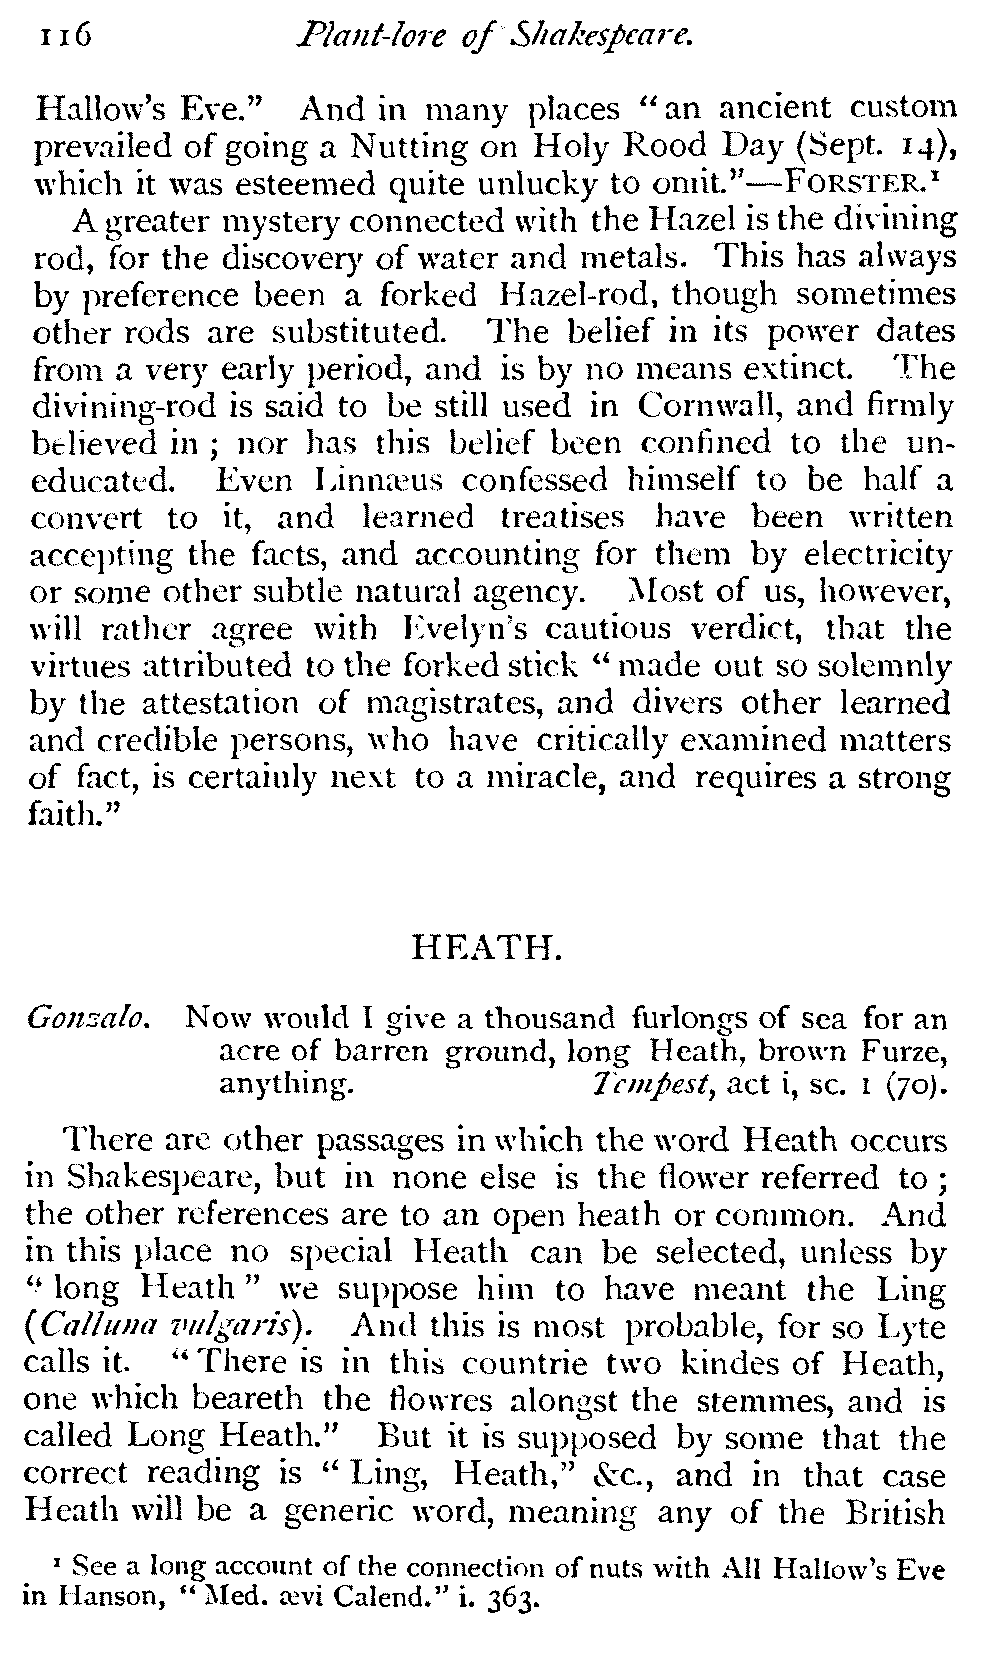 116 Plant-lore of Shakespeare.
Hallow's Eve." And in many places "an ancient custom
prevailed of going a Nutting on Holy Rood Day (Sept. 14),
which it was esteemed quite unlucky to omit."—FORSTER.¹
A greater mystery connected with the Hazel is the divining
rod, for the discovery of water and metals. This has always
by preference been a forked Hazel-rod, though sometimes
other rods are substituted. The belief in its power dates
from a very early period, and is by no means extinct. The
divining-rod is said to be still used in Cornwall, and firmly
believed in ; nor has this belief been confined to the un-
educated. Even Linnæus confessed himself to be half a
convert to it, and learned treatises have been written
accepting the facts, and accounting for them by electricity
or some other subtle natural agency. Most of us, however,
will rather agree with Evelyn's cautious verdict, that the
virtues attributed to the forked stick "made out so solemnly
by the attestation of magistrates, and divers other learned
and credible persons, who have critically examined matters
of fact, is certainly next to a miracle, and requires a strong
faith."
HEATH.
Gonzalo. Now would I give a thousand furlongs of sea for an
acre of barren ground, long Heath, brown Furze,
anything. Tempest, act i, sc. 1 (70).
There are other passages in which the word Heath occurs
in Shakespeare, but in none else is the flower referred to ;
the other references are to an open heath or common. And
in this place no special Heath can be selected, unless by
"long Heath" we suppose him to have meant the Ling
(Calluna vulgaris). And this is most probable, for so Lyte
calls it. "There is in this countrie two kindes of Heath,
one which beareth the flowres alongst the stemmes, and is
called Long Heath." But it is supposed by some that the
correct reading is "Ling, Heath," &c., and in that case
Heath will be a generic word, meaning any of the British
¹ See a long account of the connection of nuts with All Hallow's Eve
in Hanson, "Med. ævi Calend." i. 363.